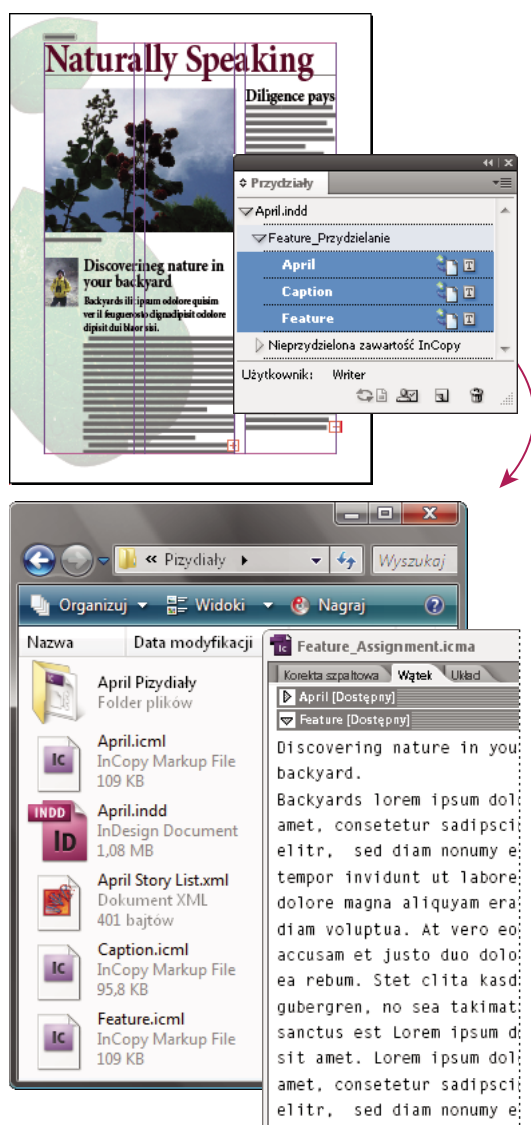 Naturally Speaking
Diligence pays
Discoverineg nature in
your backyard
Backyards ilit ipsum odolore quisim
ver il feuguerosto dignadipisit odolore
dipisit dui blaor sisi.
Przydziały
April.indd
Feature_Przydzielanie
April
Caption
Feature
Nieprzydzielona zawartość InCopy
Użytkownik: Writer
« Pizydiały
Wyszukaj
Organizuj
Widoki
Nagraj
Nazwa
Data modyfikacji
April Pizydiały
Folder plików
April.icml
InCopy Markup File
109 KB
INDD
Id
April.indd
InDesign Document
1,08 MB
April Story List.xml
Dokument XML
401 bajtów
Ic
Caption.icml
InCopy Markup File
95,8 KB
Ic
Feature.icml
InCopy Markup File
109 KB
Feature_Assignment.icma
Korekta szpaltowa Wątek Układ
April [Dostępny]
Feature [Dostępny]
Discovering nature in you
backyard.
Backyards lorem ipsum dol
amet, consetetur sadipsci
elitr, sed diam nonumy e
tempor invidunt ut labore
dolore magna aliquyam era
diam voluptua. At vero eo
accusam et justo duo dolo
ea rebum. Stet clita kasd
gubergren, no sea takimat
sanctus est Lorem ipsum d
sit amet. Lorem ipsum dol
amet, consetetur sadipsci
elitr, sed diam nonumy e